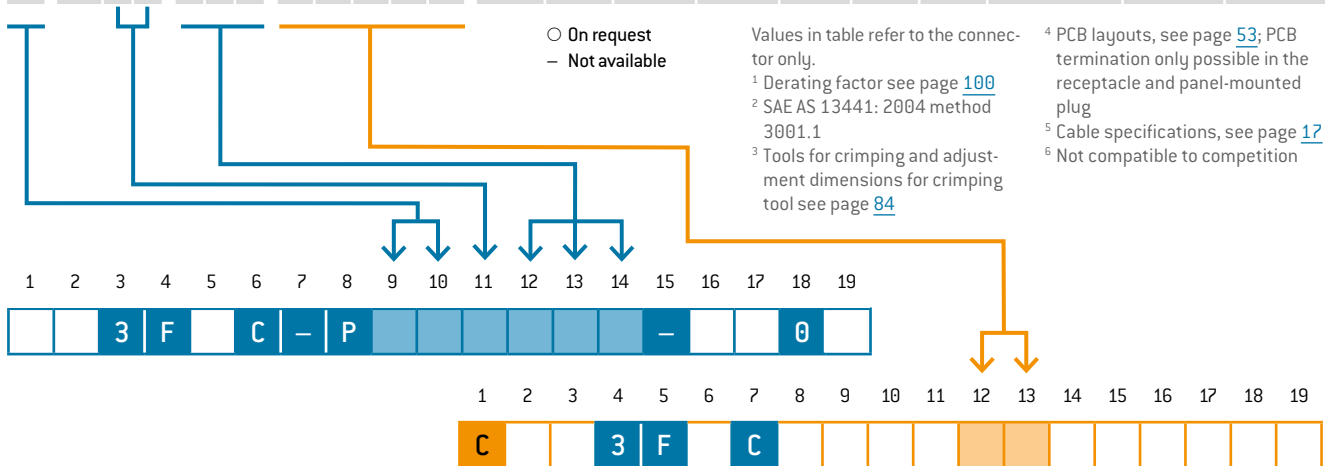 ○ On request
– Not available
Values in table refer to the connec-
tor only.
¹ Derating factor see page 100
² SAE AS 13441: 2004 method
3001.1
³ Tools for crimping and adjust-
ment dimensions for crimping
tool see page 84
⁴ PCB layouts, see page 53; PCB
termination only possible in the
receptacle and panel-mounted
plug
⁵ Cable specifications, see page 17
⁶ Not compatible to competition
1 2 3 4 5 6 7 8 9 10 11 12 13 14 15 16 17 18 19
3 F C – P – 0
1 2 3 4 5 6 7 8 9 10 11 12 13 14 15 16 17 18 19
C 3 F C